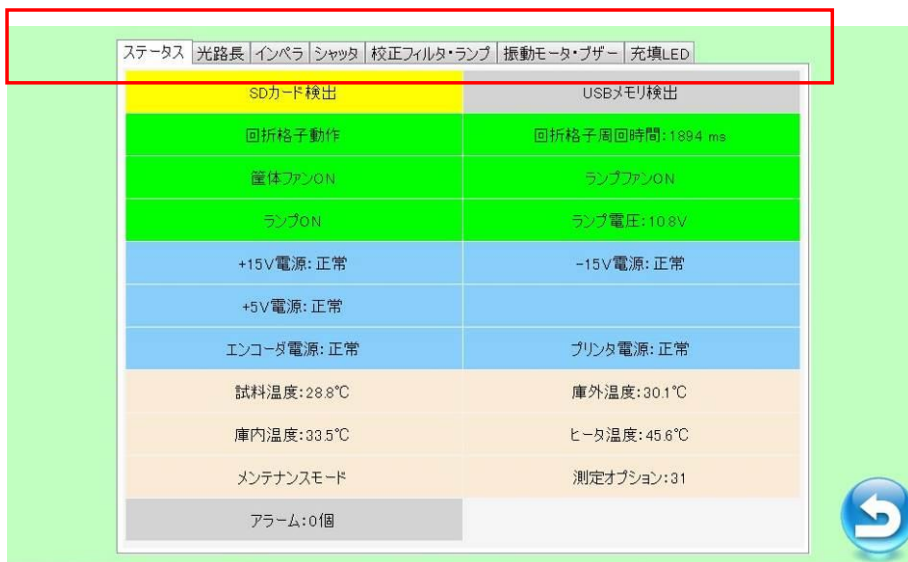 ステータス 光路長 インペラ シャッタ 校正フィルタ・ランプ 振動モータ・ブザー 充填LED
SDカード検出 USBメモリ検出
回折格子動作 回折格子周回時間:1894 ms
筐体ファンON ランプファンON
ランプON ランプ電圧:10.8V
+15V電源:正常 -15V電源:正常
+5V電源:正常
エンコーダ電源:正常 プリンタ電源:正常
試料温度:28.8℃ 庫外温度:30.1℃
庫内温度:33.5℃ ヒータ温度:45.6℃
メンテナンスモード 測定オプション:31
アラーム:0個